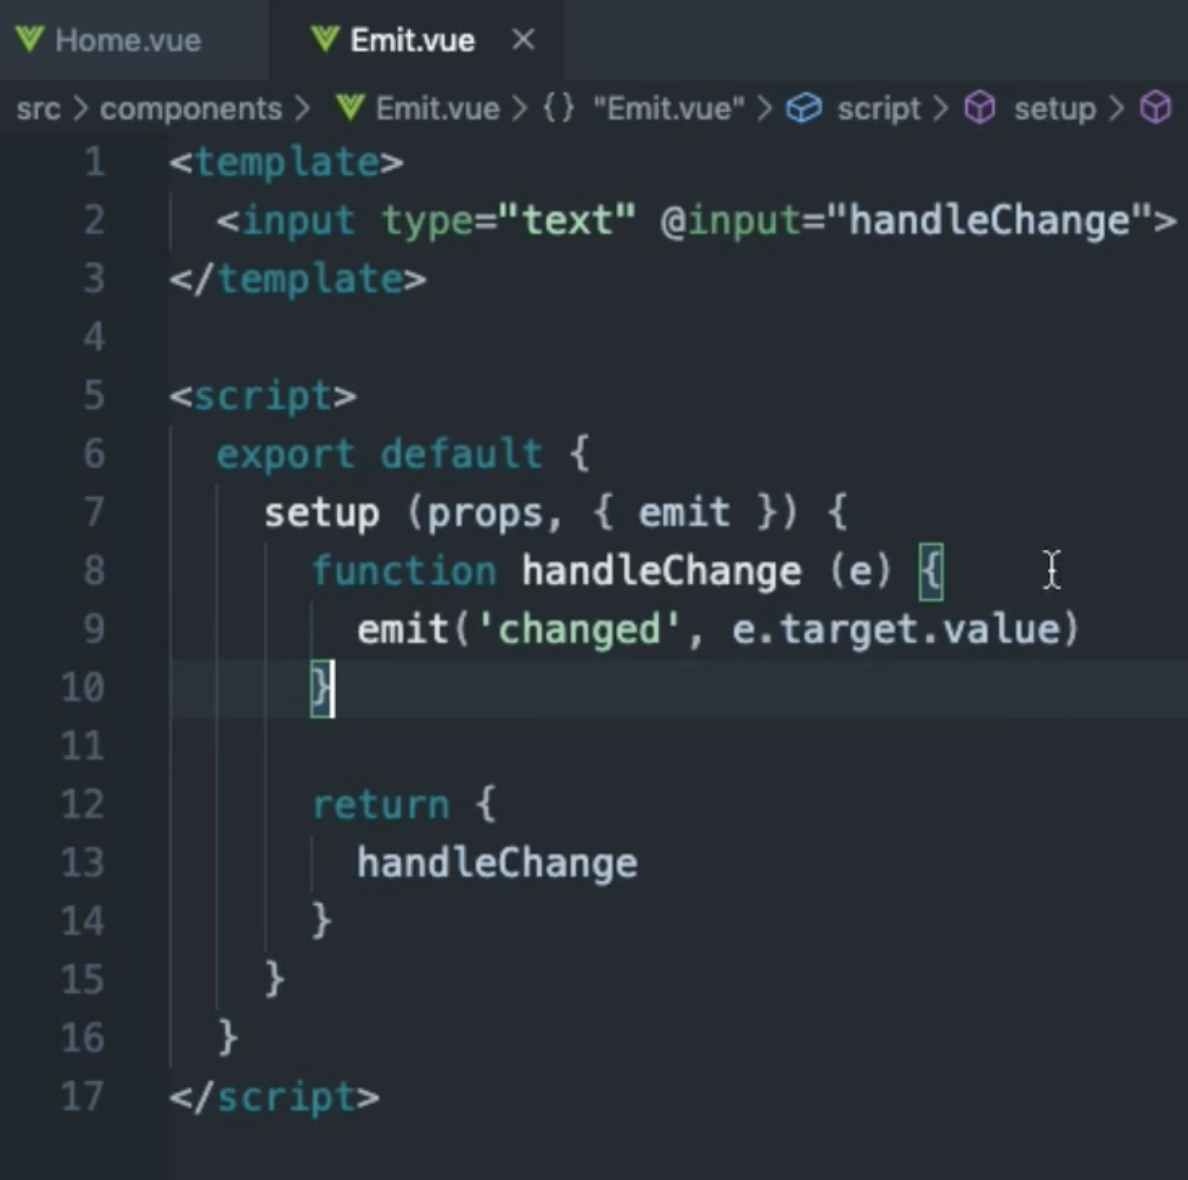 Home.vue Emit.vue
src > components > Emit.vue > {} "Emit.vue" > script > setup >
1 <template>
2 <input type="text" @input="handleChange">
3 </template>
4
5 <script>
6 export default {
7 setup (props, { emit }) {
8 function handleChange (e) {
9 emit('changed', e.target.value)
10 }
11
12 return {
13 handleChange
14 }
15 }
16 }
17 </script>